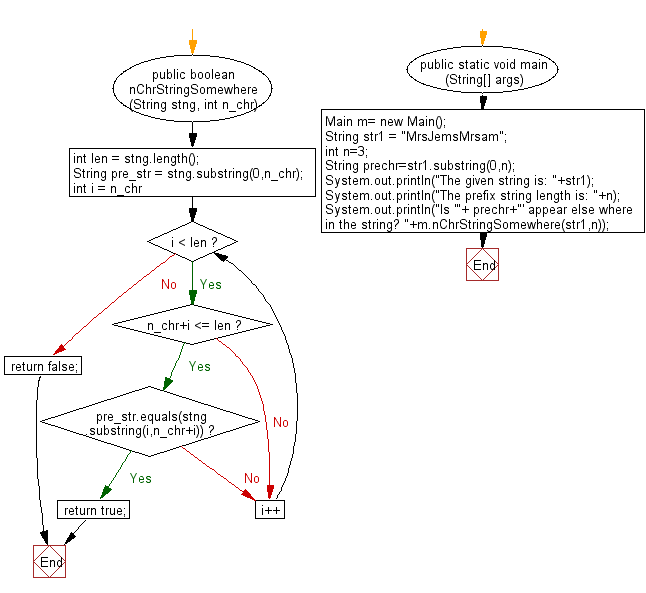 public boolean
nChrStringSomewhere
(String stng, int n_chr)
int len = stng.length();
String pre_str = stng.substring(0,n_chr);
int i = n_chr
i < len ?
No
Yes
n_chr+i <= len ?
return false;
Yes
pre_str.equals(stng
substring(i,n_chr+i)) ?
No
Yes
No
return true;
i++
End
public static void main
(String[] args)
Main m= new Main();
String str1 = "MrsJemsMrsam";
int n=3;
String prechr=str1.substring(0,n);
System.out.println("The given string is: "+str1);
System.out.println("The prefix string length is: "+n);
System.out.println("Is '"+ prechr+"' appear else where
in the string? "+m.nChrStringSomewhere(str1,n));
End